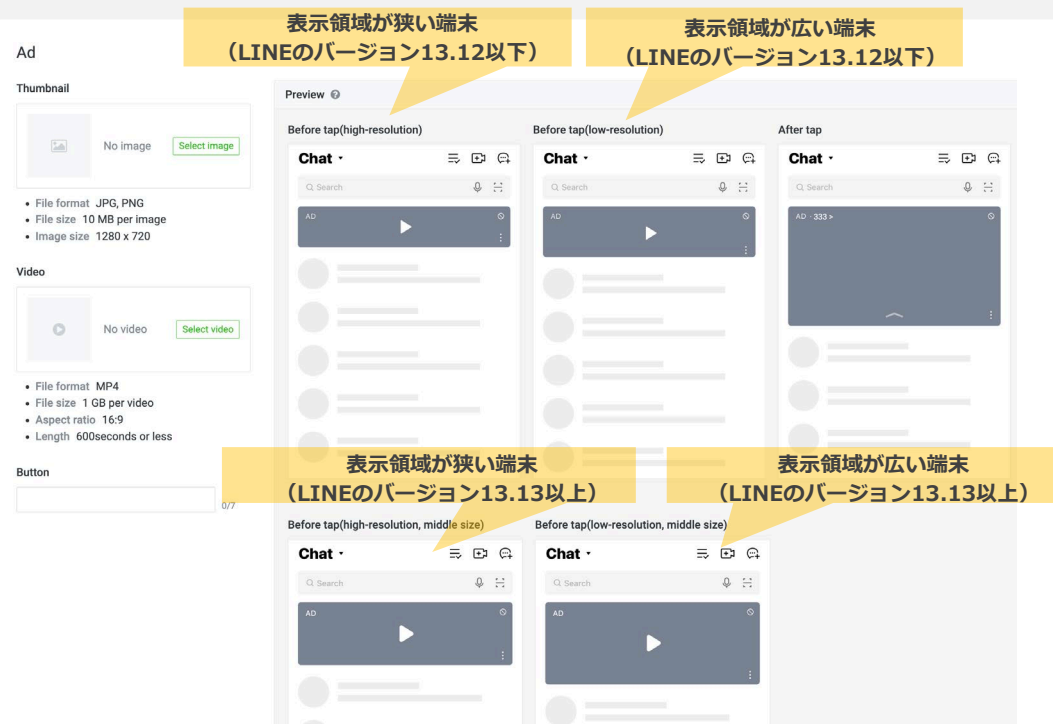 表示領域が狭い端末
（LINEのバージョン13.12以下）
表示領域が広い端末
（LINEのバージョン13.12以下）
Ad
Thumbnail
No image
Select image
• File format JPG, PNG
• File size 10 MB per image
• Image size 1280 x 720
Video
No video
Select video
• File format MP4
• File size 1 GB per video
• Aspect ratio 16:9
• Length 600seconds or less
Button
0/7
Preview
Before tap(high-resolution)
Chat
Search
AD
Before tap(low-resolution)
Chat
Search
AD
After tap
Chat
Search
AD · 333 >
表示領域が狭い端末
（LINEのバージョン13.13以上）
表示領域が広い端末
（LINEのバージョン13.13以上）
Before tap(high-resolution, middle size)
Chat
Search
AD
Before tap(low-resolution, middle size)
Chat
Search
AD